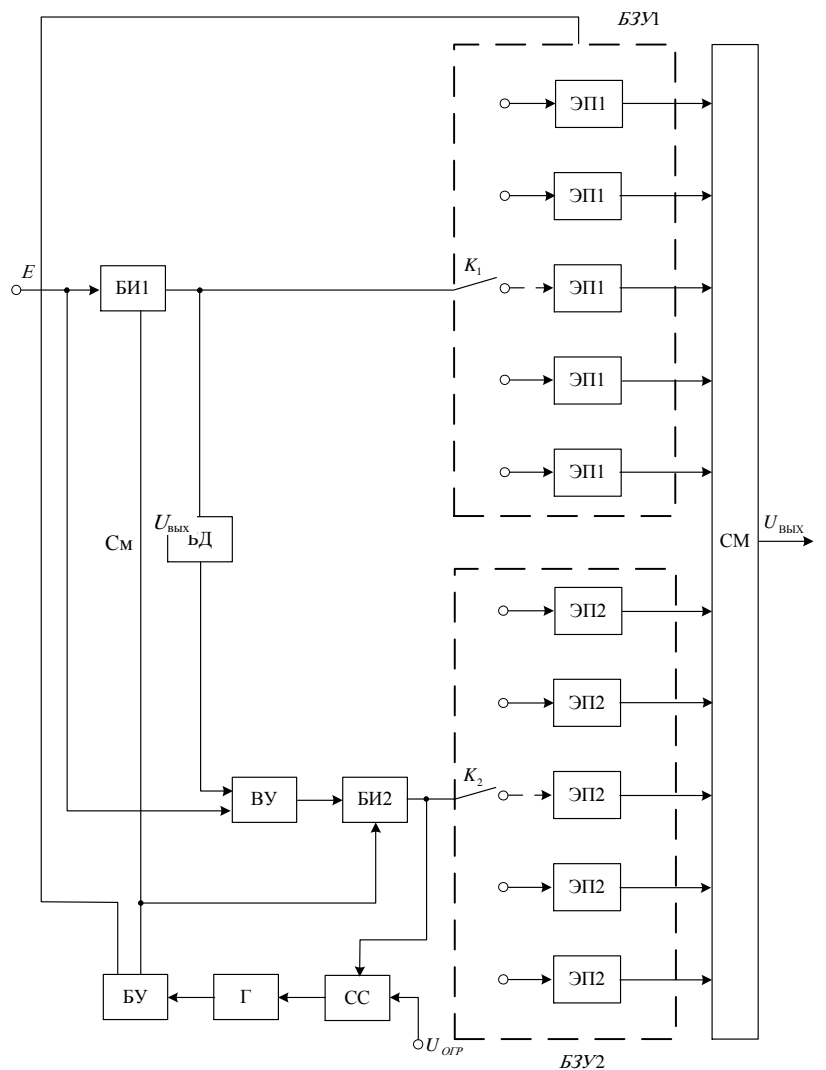 БЗУ1
ЭП1
ЭП1
E
БИ1
K₁
ЭП1
ЭП1
ЭП1
Uвых
БД
См
СМ
UВЫХ
ЭП2
ЭП2
ВУ
БИ2
K₂
ЭП2
ЭП2
БУ
Г
СС
ЭП2
UОГР
БЗУ2